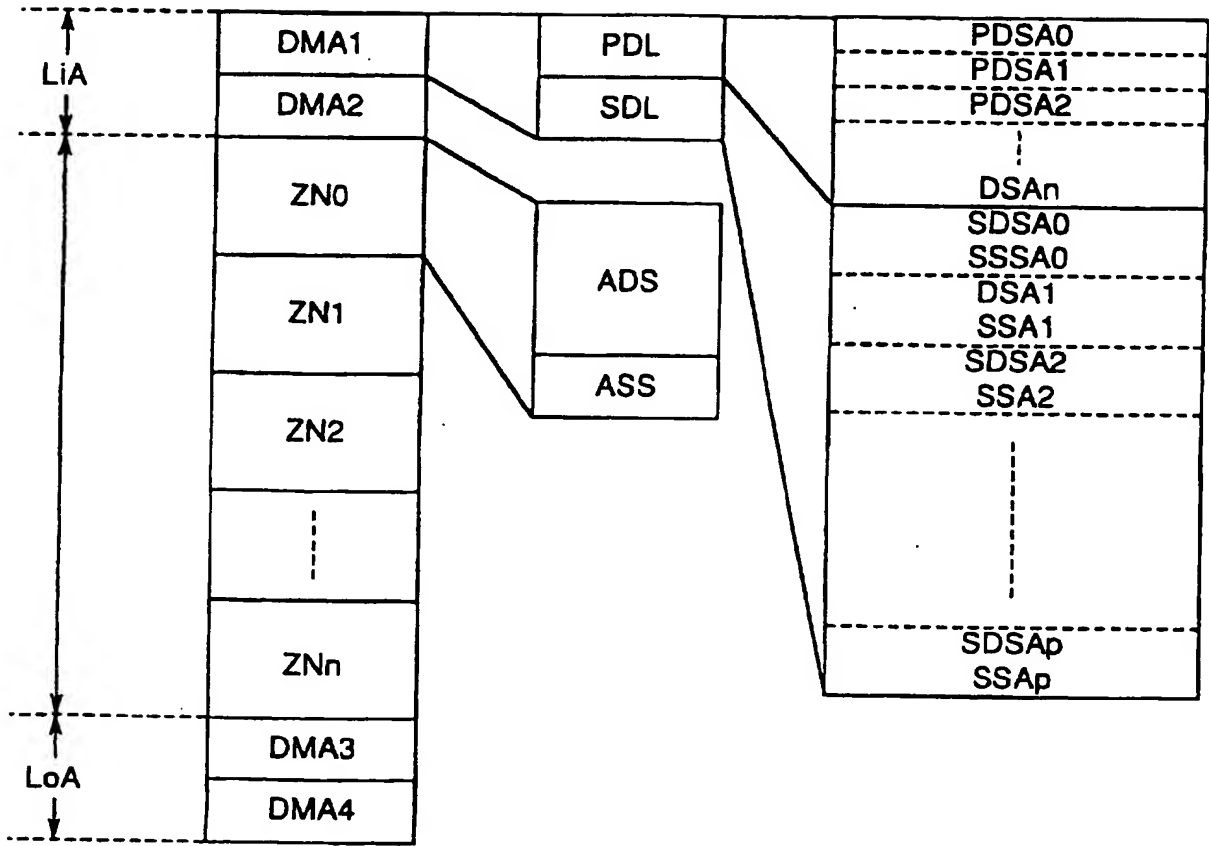 LiA
DMA1
DMA2
ZN0
ZN1
ZN2
ZNn
LoA
DMA3
DMA4
PDL
SDL
ADS
ASS
PDSA0
PDSA1
PDSA2
DSAn
SDSA0
SSSA0
DSA1
SSA1
SDSA2
SSA2
SDSAp
SSAp